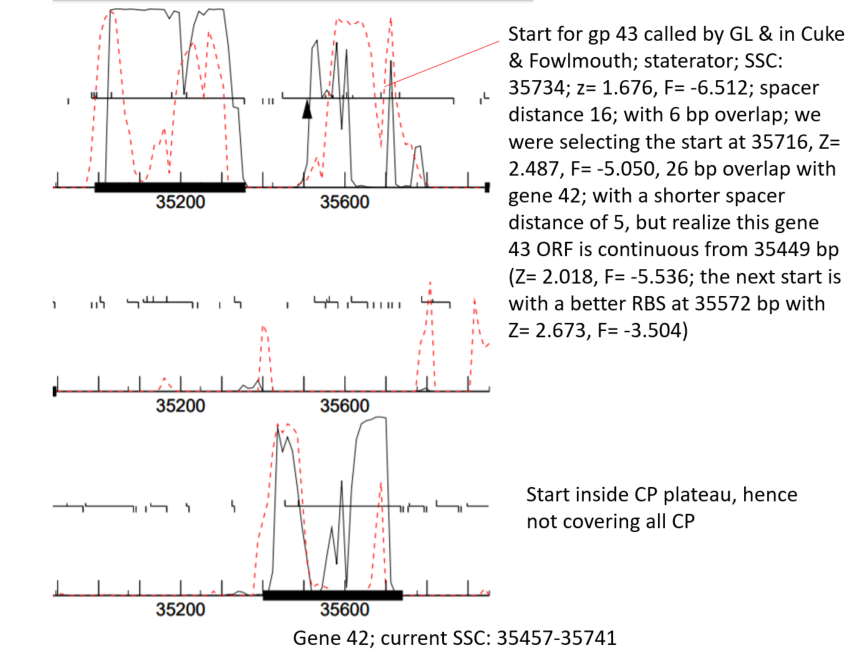 Start for gp 43 called by GL & in Cuke
& Fowlmouth; staterator; SSC:
35734; z= 1.676, F= -6.512; spacer
distance 16; with 6 bp overlap; we
were selecting the start at 35716, Z=
2.487, F= -5.050, 26 bp overlap with
gene 42; with a shorter spacer
distance of 5, but realize this gene
43 ORF is continuous from 35449 bp
(Z= 2.018, F= -5.536; the next start is
with a better RBS at 35572 bp with
Z= 2.673, F= -3.504)
35200 35600
35200 35600
Start inside CP plateau, hence
not covering all CP
35200 35600
Gene 42; current SSC: 35457-35741